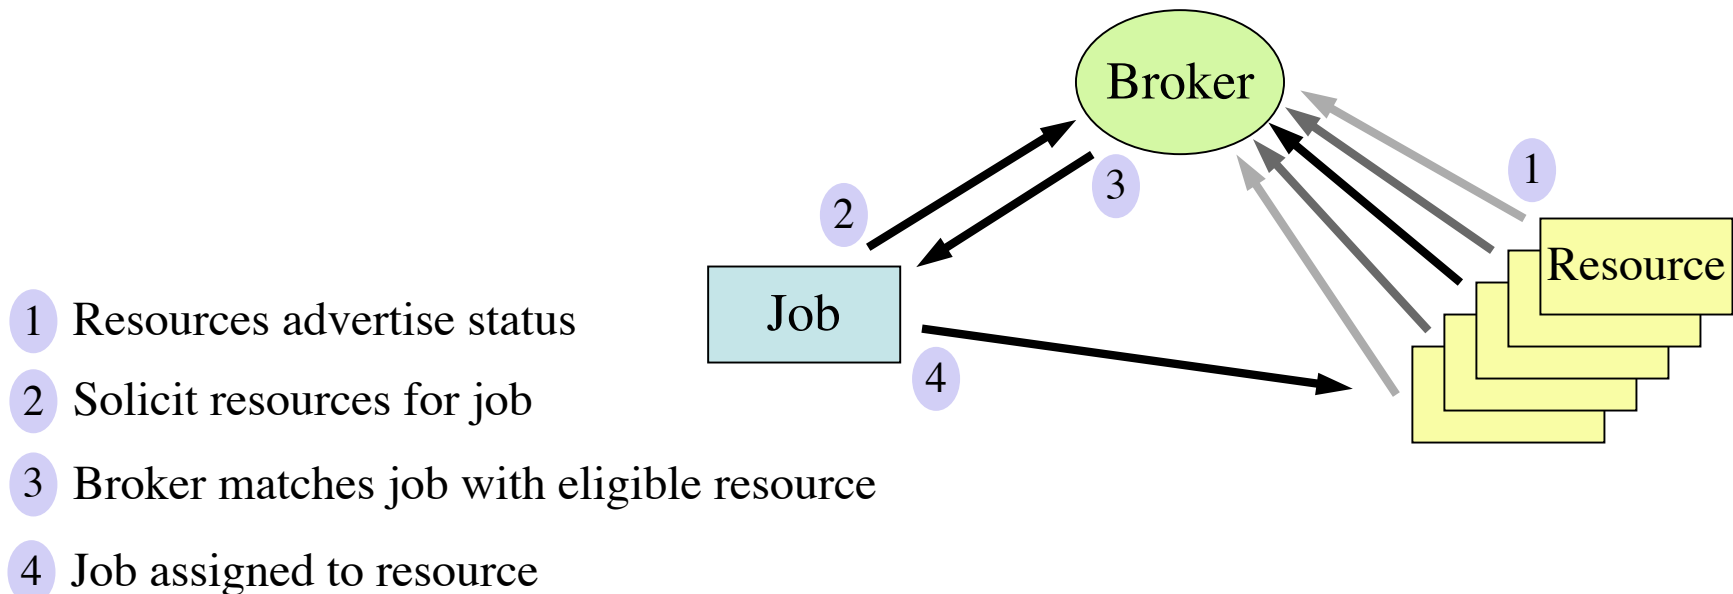 Broker
1
2
3
Resource
Job
4
1 Resources advertise status
2 Solicit resources for job
3 Broker matches job with eligible resource
4 Job assigned to resource